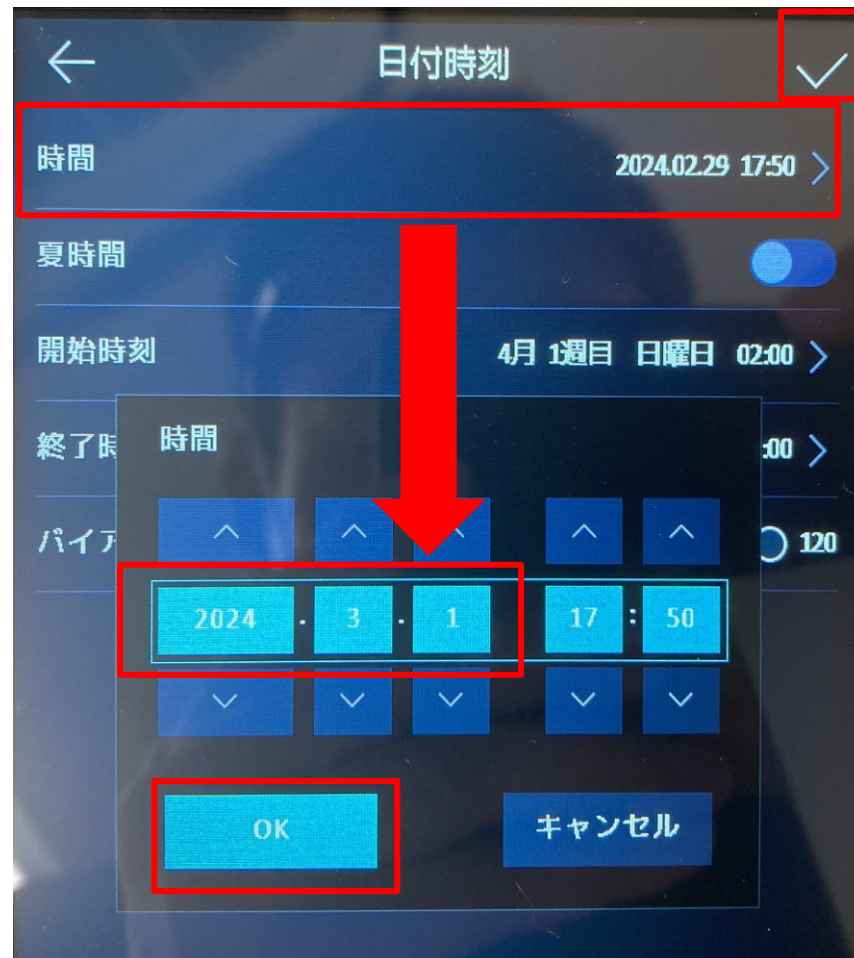 日付時刻
時間 2024.02.29 17:50
夏時間
開始時刻 4月 1週目 日曜日 02:00
終了時 :00
時間
バイア 120
2024 . 3 . 1 17 : 50
OK キャンセル